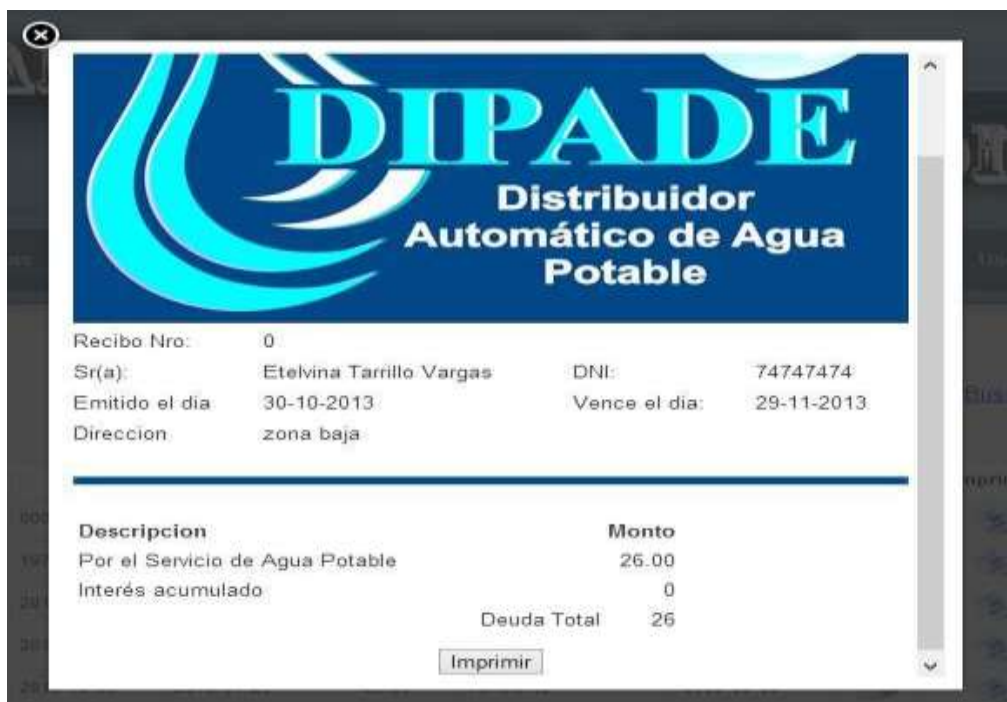 DIPADE
Distribuidor
Automático de Agua
Potable
Recibo Nro: 0
Sr(a): Etelvina Tarrillo Vargas DNI: 74747474
Emitido el dia 30-10-2013 Vence el dia: 29-11-2013
Direccion zona baja
Descripcion Monto
Por el Servicio de Agua Potable 26.00
Interés acumulado 0
Deuda Total 26
Imprimir